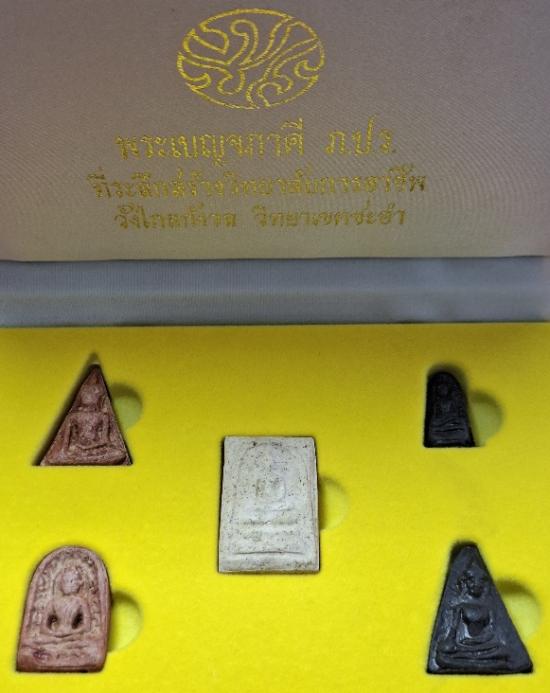 พระเบญจภาคี ภ.ป.ร.
ที่ระลึกสร้างวิทยาลัยการอาชีพ
วังไกลกังวล วิทยาเขตชะอำ